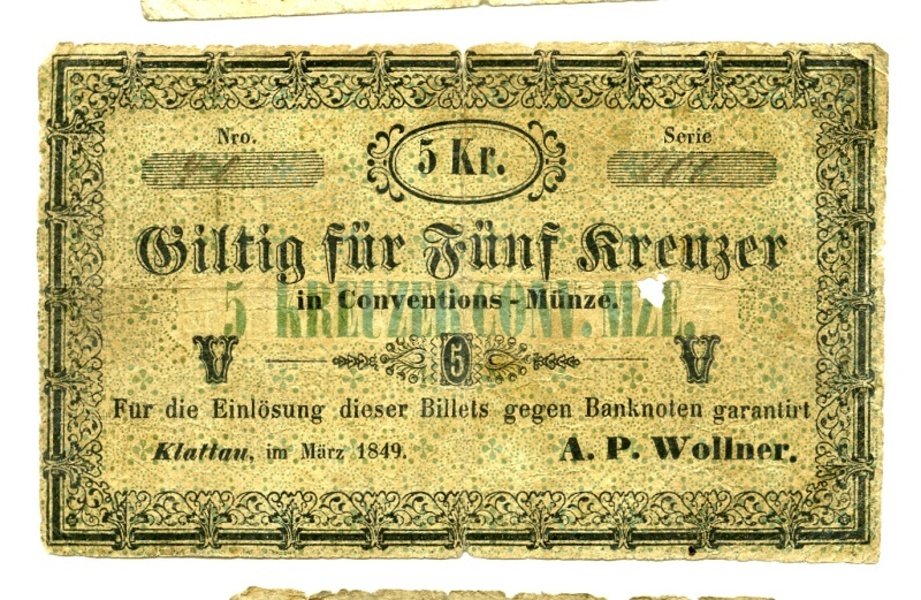 Nro.
5 Kr.
Serie
Giltig für Fünf Kreuzer
in Conventions-Münze.
5 KREUZER CONV. MZE.
V
5
V
Für die Einlösung dieser Billets gegen Banknoten garantirt
Klattau, im März 1849.
A. P. Wollner.